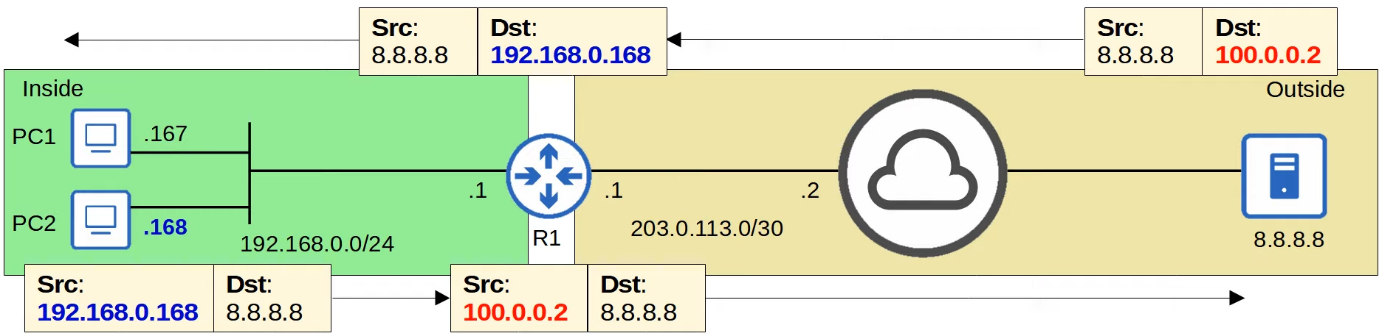 Src: Dst:
8.8.8.8 192.168.0.168
Src: Dst:
8.8.8.8 100.0.0.2
Inside
Outside
PC1
.167
PC2
.168
192.168.0.0/24
.1
R1
.1
.2
203.0.113.0/30
8.8.8.8
Src: Dst:
192.168.0.168 8.8.8.8
Src: Dst:
100.0.0.2 8.8.8.8